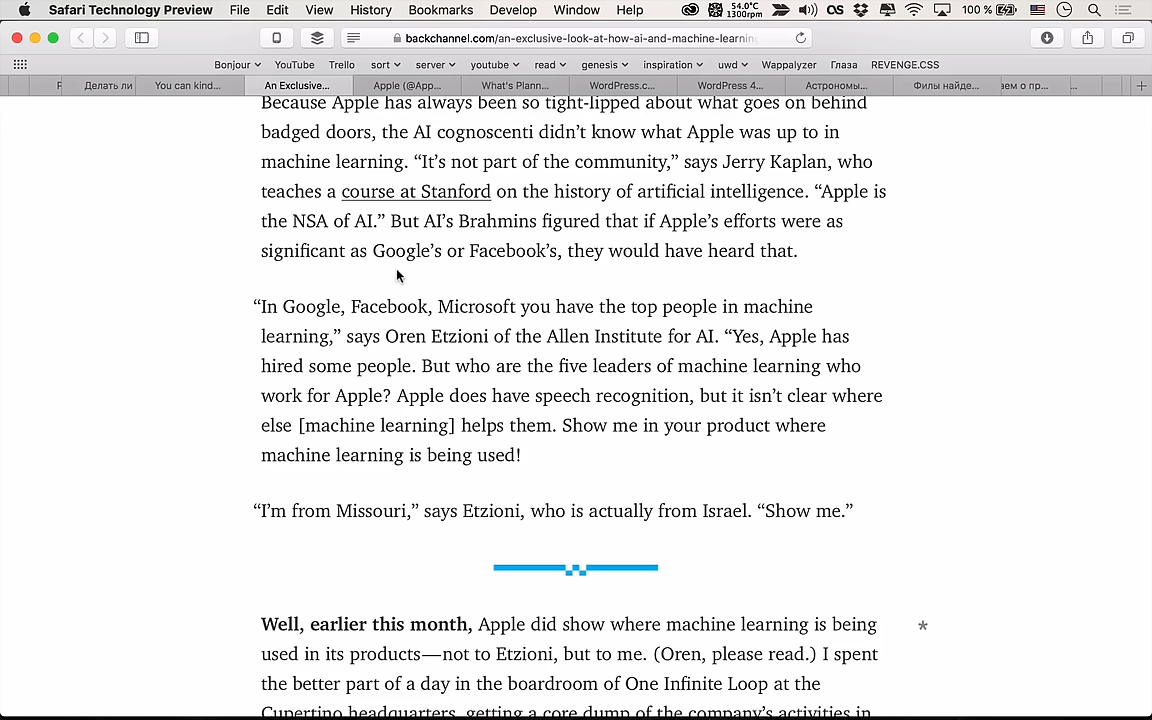 Safari Technology Preview File Edit View History Bookmarks Develop Window Help 54.0°C 1300rpm 100 %
backchannel.com/an-exclusive-look-at-how-ai-and-machine-learnin
Bonjour YouTube Trello sort server youtube read genesis inspiration uwd Wappalyzer Глаза REVENGE.CSS
Делать ли You can kind... An Exclusive... Apple (@App... What's Plann... WordPress.c... WordPress 4... Астрономы... Филы найде... аем о пр... ...
Because Apple has always been so tight-lipped about what goes on behind
badged doors, the AI cognoscenti didn’t know what Apple was up to in
machine learning. “It’s not part of the community,” says Jerry Kaplan, who
teaches a course at Stanford on the history of artificial intelligence. “Apple is
the NSA of AI.” But AI’s Brahmins figured that if Apple’s efforts were as
significant as Google’s or Facebook’s, they would have heard that.
“In Google, Facebook, Microsoft you have the top people in machine
learning,” says Oren Etzioni of the Allen Institute for AI. “Yes, Apple has
hired some people. But who are the five leaders of machine learning who
work for Apple? Apple does have speech recognition, but it isn’t clear where
else [machine learning] helps them. Show me in your product where
machine learning is being used!
“I’m from Missouri,” says Etzioni, who is actually from Israel. “Show me.”
Well, earlier this month, Apple did show where machine learning is being *
used in its products—not to Etzioni, but to me. (Oren, please read.) I spent
the better part of a day in the boardroom of One Infinite Loop at the
Cupertino headquarters, getting a core dump of the company’s activities in